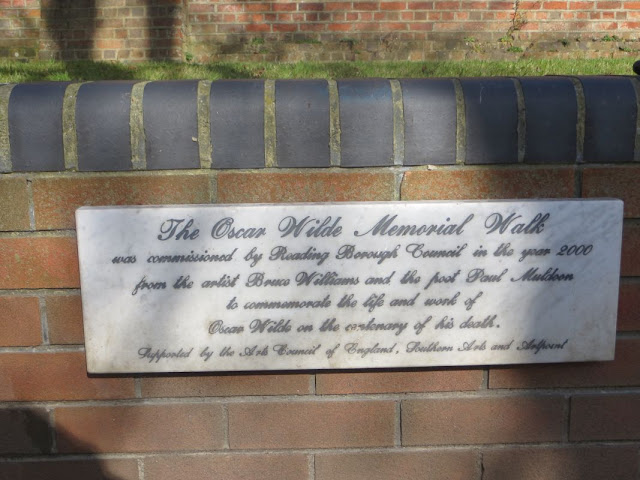 The Oscar Wilde Memorial Walk
was commissioned by Reading Borough Council in the year 2000
from the artist Bruce Williams and the poet Paul Muldoon
to commemorate the life and work of
Oscar Wilde on the centenary of his death.
Supported by the Arts Council of England, Southern Arts and Artpoint